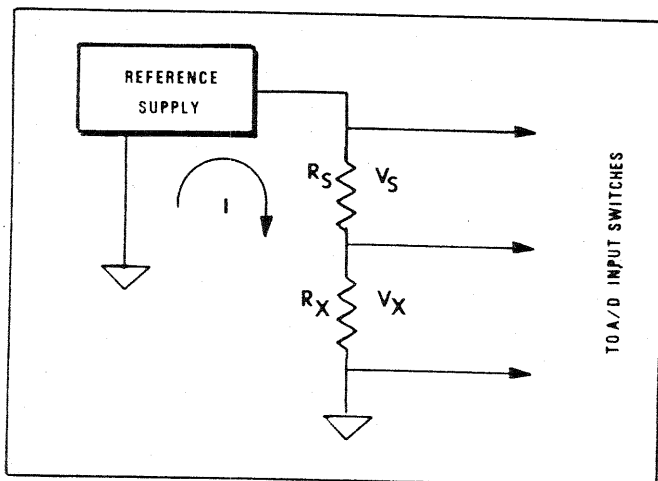 REFERENCE
SUPPLY
RS VS
I
RX VX
TO A/D INPUT SWITCHES